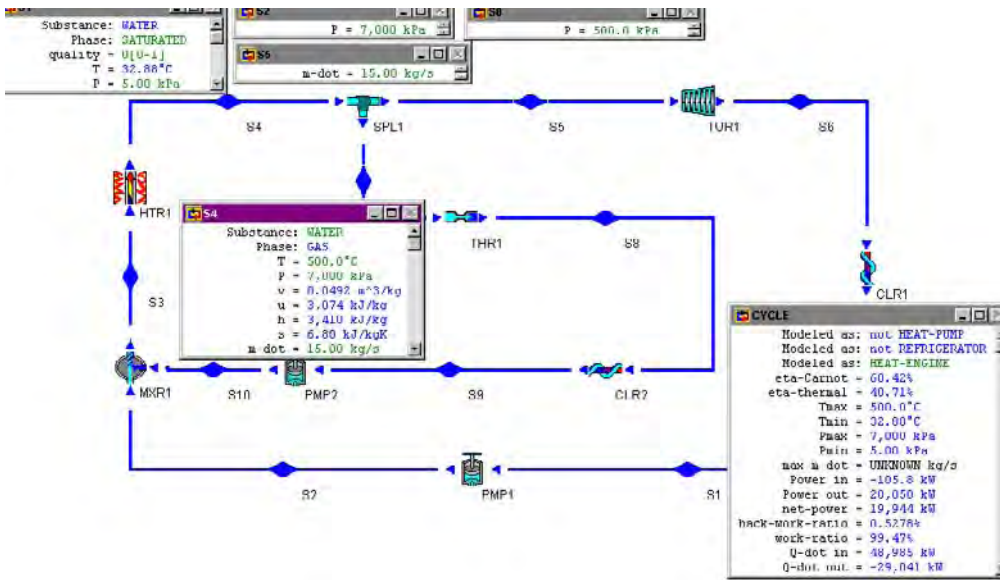 Substance: WATER
Phase: SATURATED
quality = 0[0-1]
T = 32.88°C
P = 5.00 kPa
S2
P = 7,000 kPa
S8
P = 500.0 kPa
S5
m-dot = 15.00 kg/s
S4
SPL1
S5
TUR1
S6
HTR1
S4
Substance: WATER
Phase: GAS
T = 500.0°C
P = 7,000 kPa
v = 0.0492 m^3/kg
u = 3,074 kJ/kg
h = 3,410 kJ/kg
s = 6.80 kJ/kgK
m-dot = 15.00 kg/s
THR1
S8
CLR1
S3
MXR1
S10
PMP2
S9
CLR2
S2
PMP1
S1
CYCLE
Modeled as: not HEAT-PUMP
Modeled as: not REFRIGERATOR
Modeled as: HEAT-ENGINE
eta-Carnot = 60.42%
eta-thermal = 40.71%
Tmax = 500.0°C
Tmin = 32.88°C
Pmax = 7,000 kPa
Pmin = 5.00 kPa
max m dot = UNKNOWN kg/s
Power in = -105.8 kW
Power out = 20,050 kW
net-power = 19,944 kW
back-work-ratio = 0.5278%
work-ratio = 99.47%
Q-dot in = 48,985 kW
Q-dot out = -29,041 kW